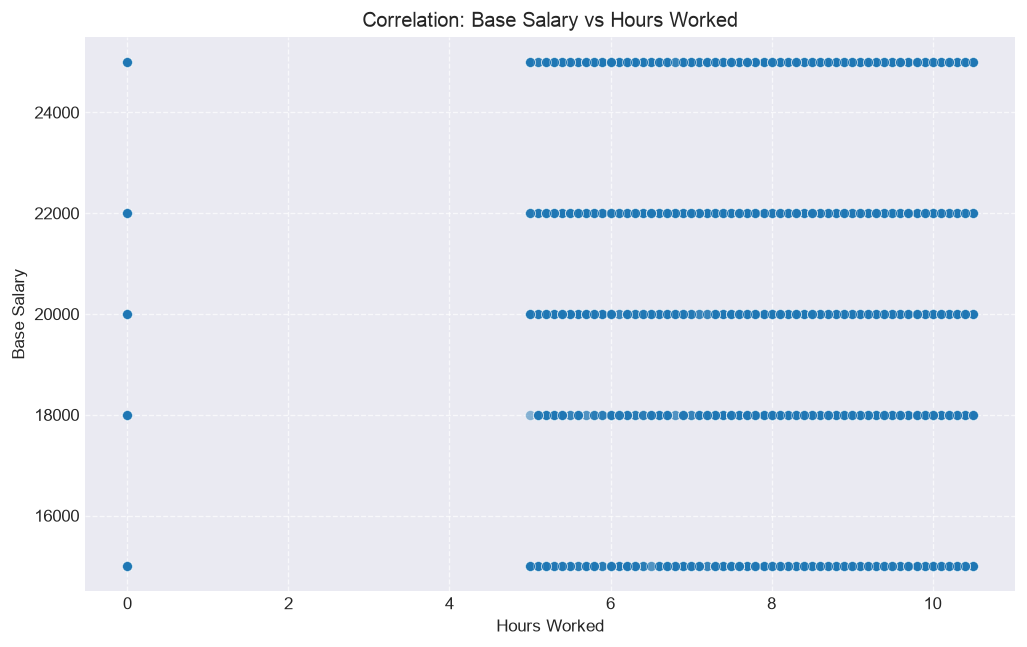 Correlation: Base Salary vs Hours Worked
24000
22000
20000
18000
16000
Base Salary
0 2 4 6 8 10
Hours Worked